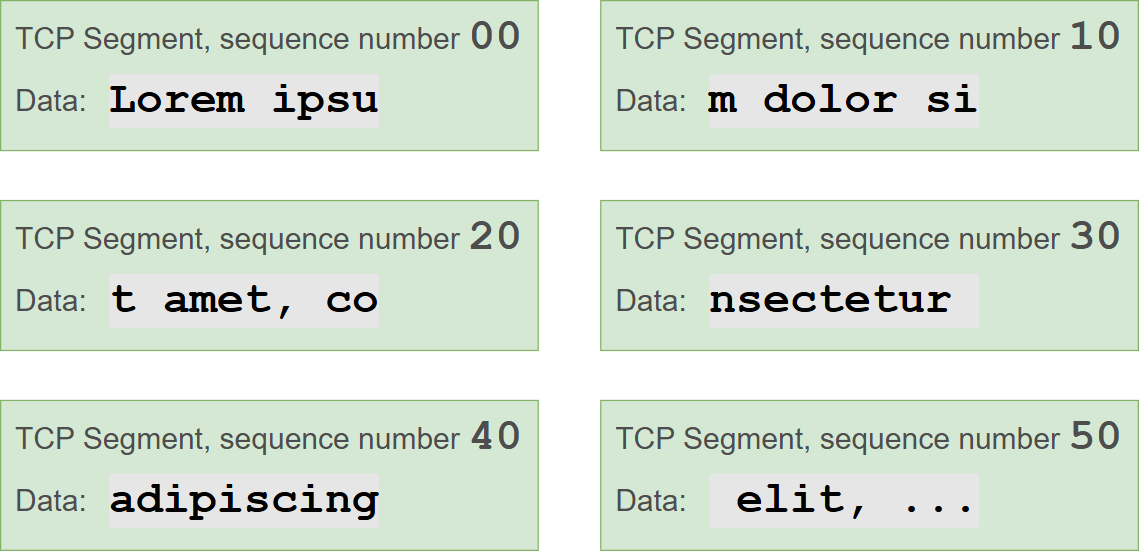 TCP Segment, sequence number 00
Data: Lorem ipsu
TCP Segment, sequence number 10
Data: m dolor si
TCP Segment, sequence number 20
Data: t amet, co
TCP Segment, sequence number 30
Data: nsectetur
TCP Segment, sequence number 40
Data: adipiscing
TCP Segment, sequence number 50
Data:  elit, ...